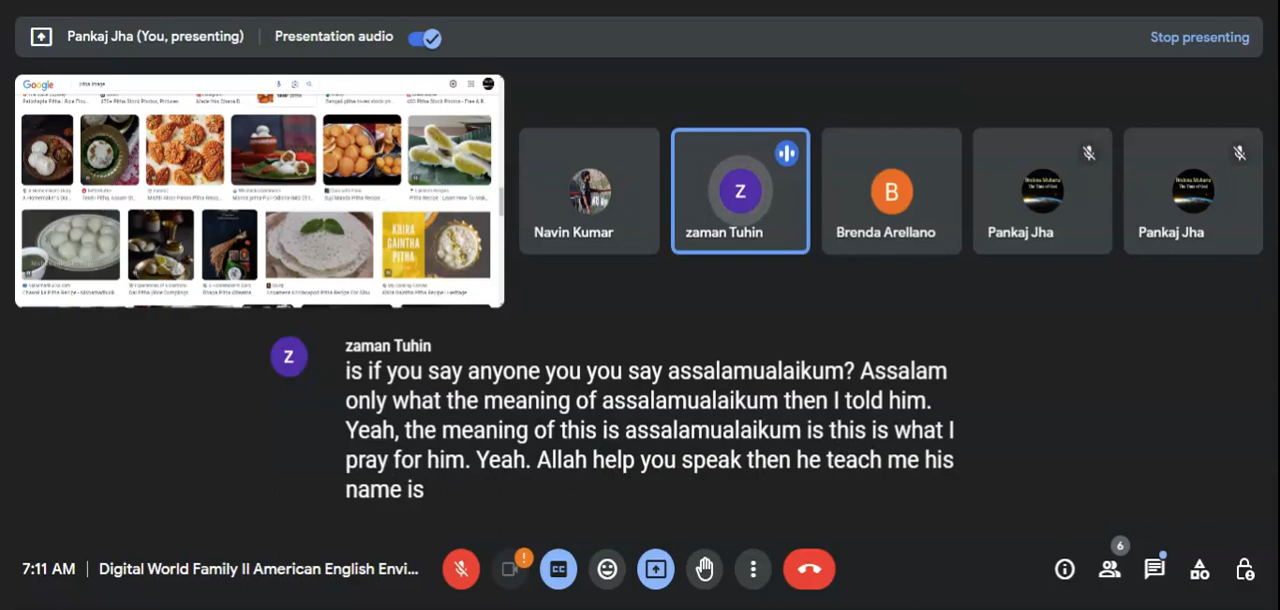 Pankaj Jha (You, presenting)
Presentation audio
Stop presenting
Google
KHIRA
GAINTHA
PITHA
Navin Kumar
Z
zaman Tuhin
B
Brenda Arellano
Pankaj Jha
Pankaj Jha
Z
zaman Tuhin
is if you say anyone you you say assalamualaikum? Assalam
only what the meaning of assalamualaikum then I told him.
Yeah, the meaning of this is assalamualaikum is this is what I
pray for him. Yeah. Allah help you speak then he teach me his
name is
7:11 AM | Digital World Family II American English Envi...
!
CC
6